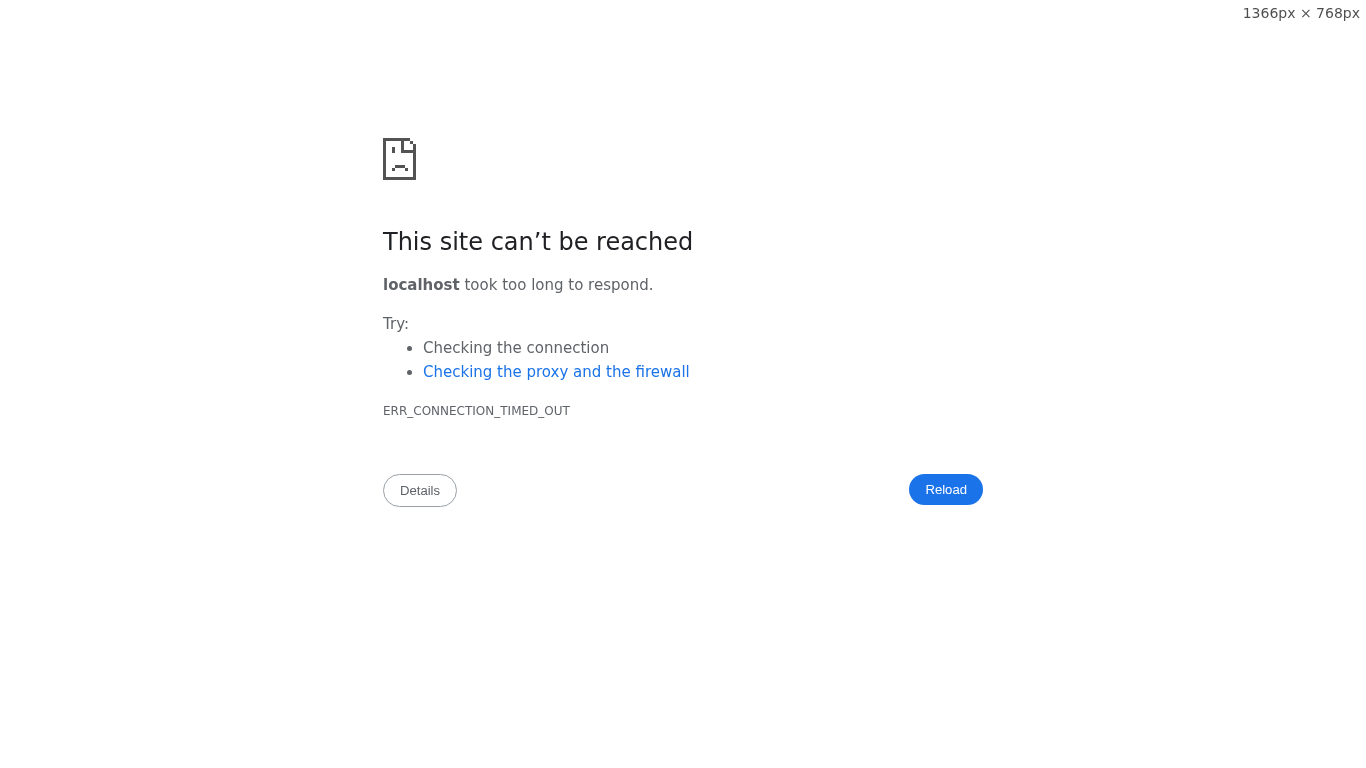 1366px × 768px
This site can’t be reached
localhost took too long to respond.
Try:
Checking the connection
Checking the proxy and the firewall
ERR_CONNECTION_TIMED_OUT
Details
Reload